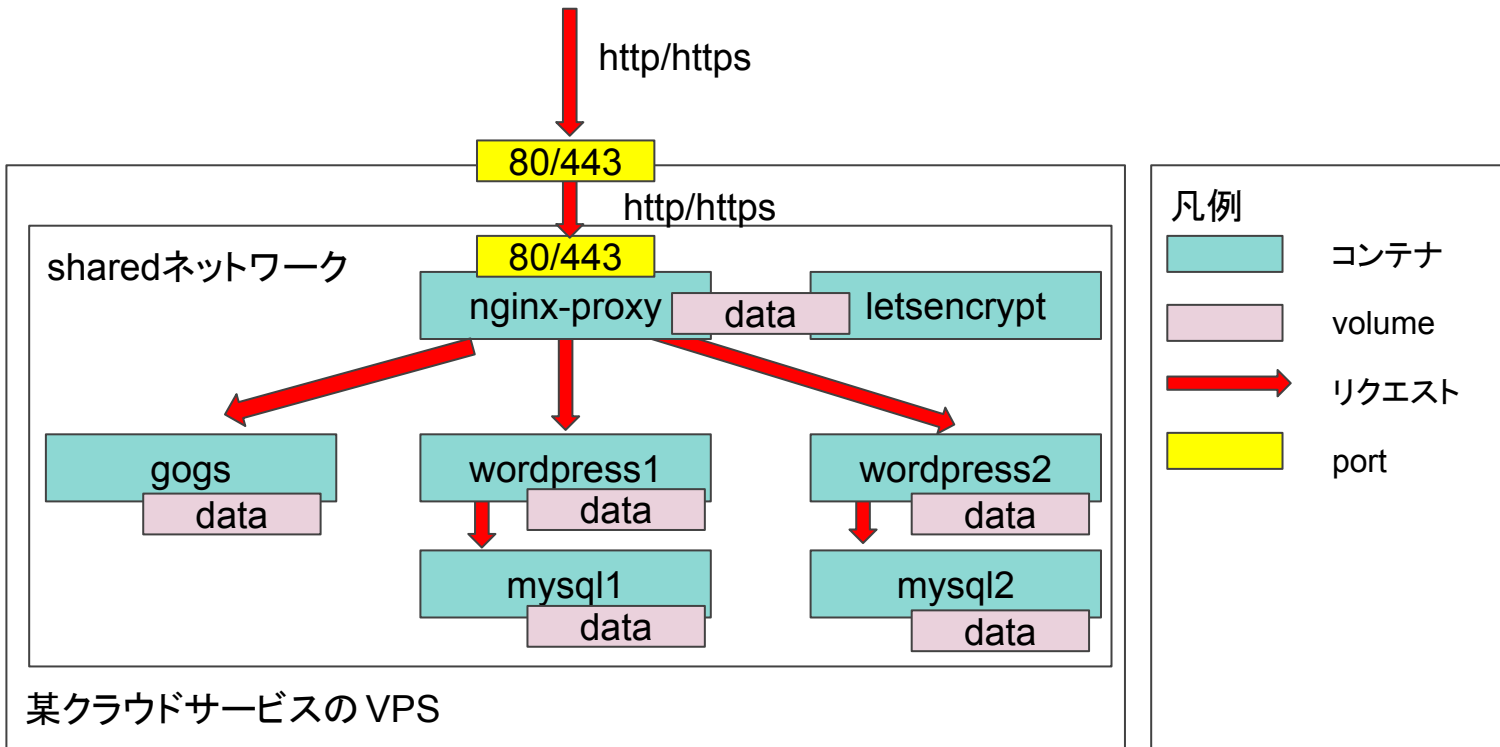 http/https
80/443
http/https
80/443
sharedネットワーク
nginx-proxy
data
letsencrypt
gogs
data
wordpress1
data
wordpress2
data
mysql1
data
mysql2
data
某クラウドサービスの VPS
凡例
コンテナ
volume
リクエスト
port